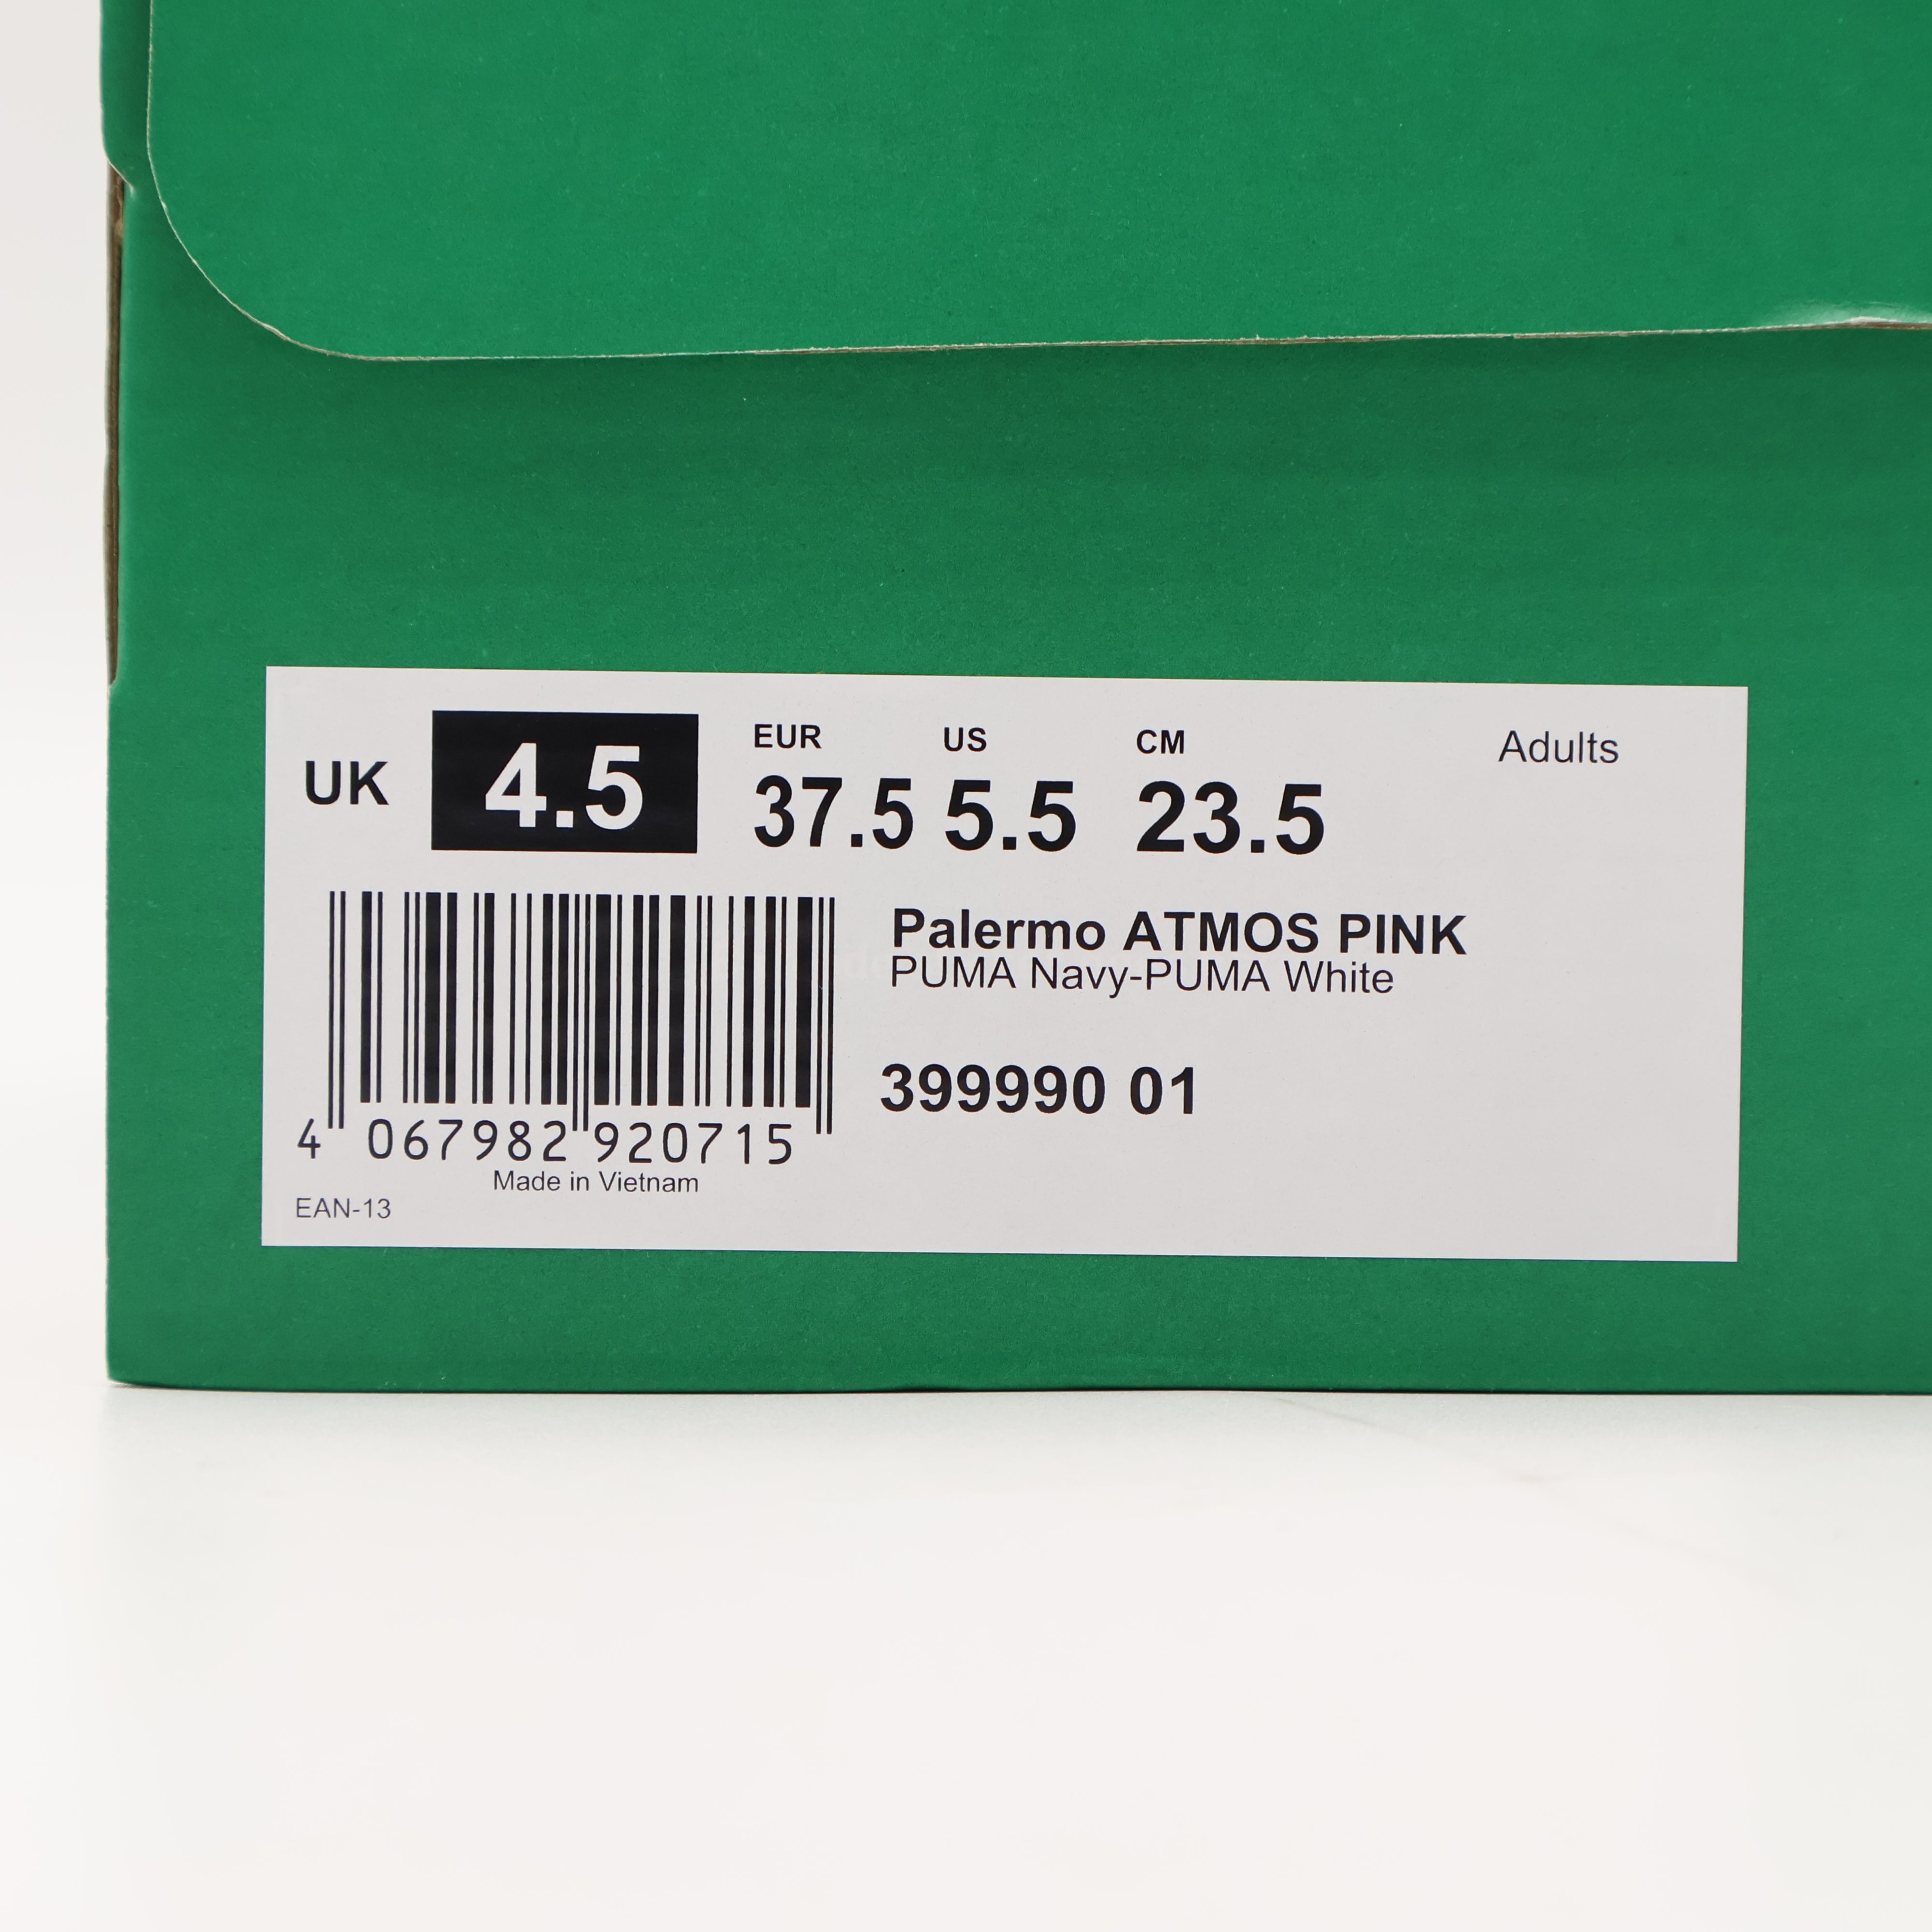 EUR US CM Adults
UK 4.5 37.5 5.5 23.5
Palermo ATMOS PINK
PUMA Navy-PUMA White
399990 01
4 067982 920715
Made in Vietnam
EAN-13